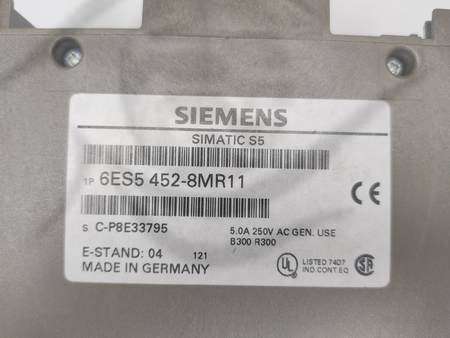 SIEMENS
SIMATIC S5
1P 6ES5 452-8MR11
S C-P8E33795
5.0A 250V AC GEN. USE
B300 R300
E-STAND: 04 121
MADE IN GERMANY
UL LISTED 74D7
IND.CONT.EQ
CE